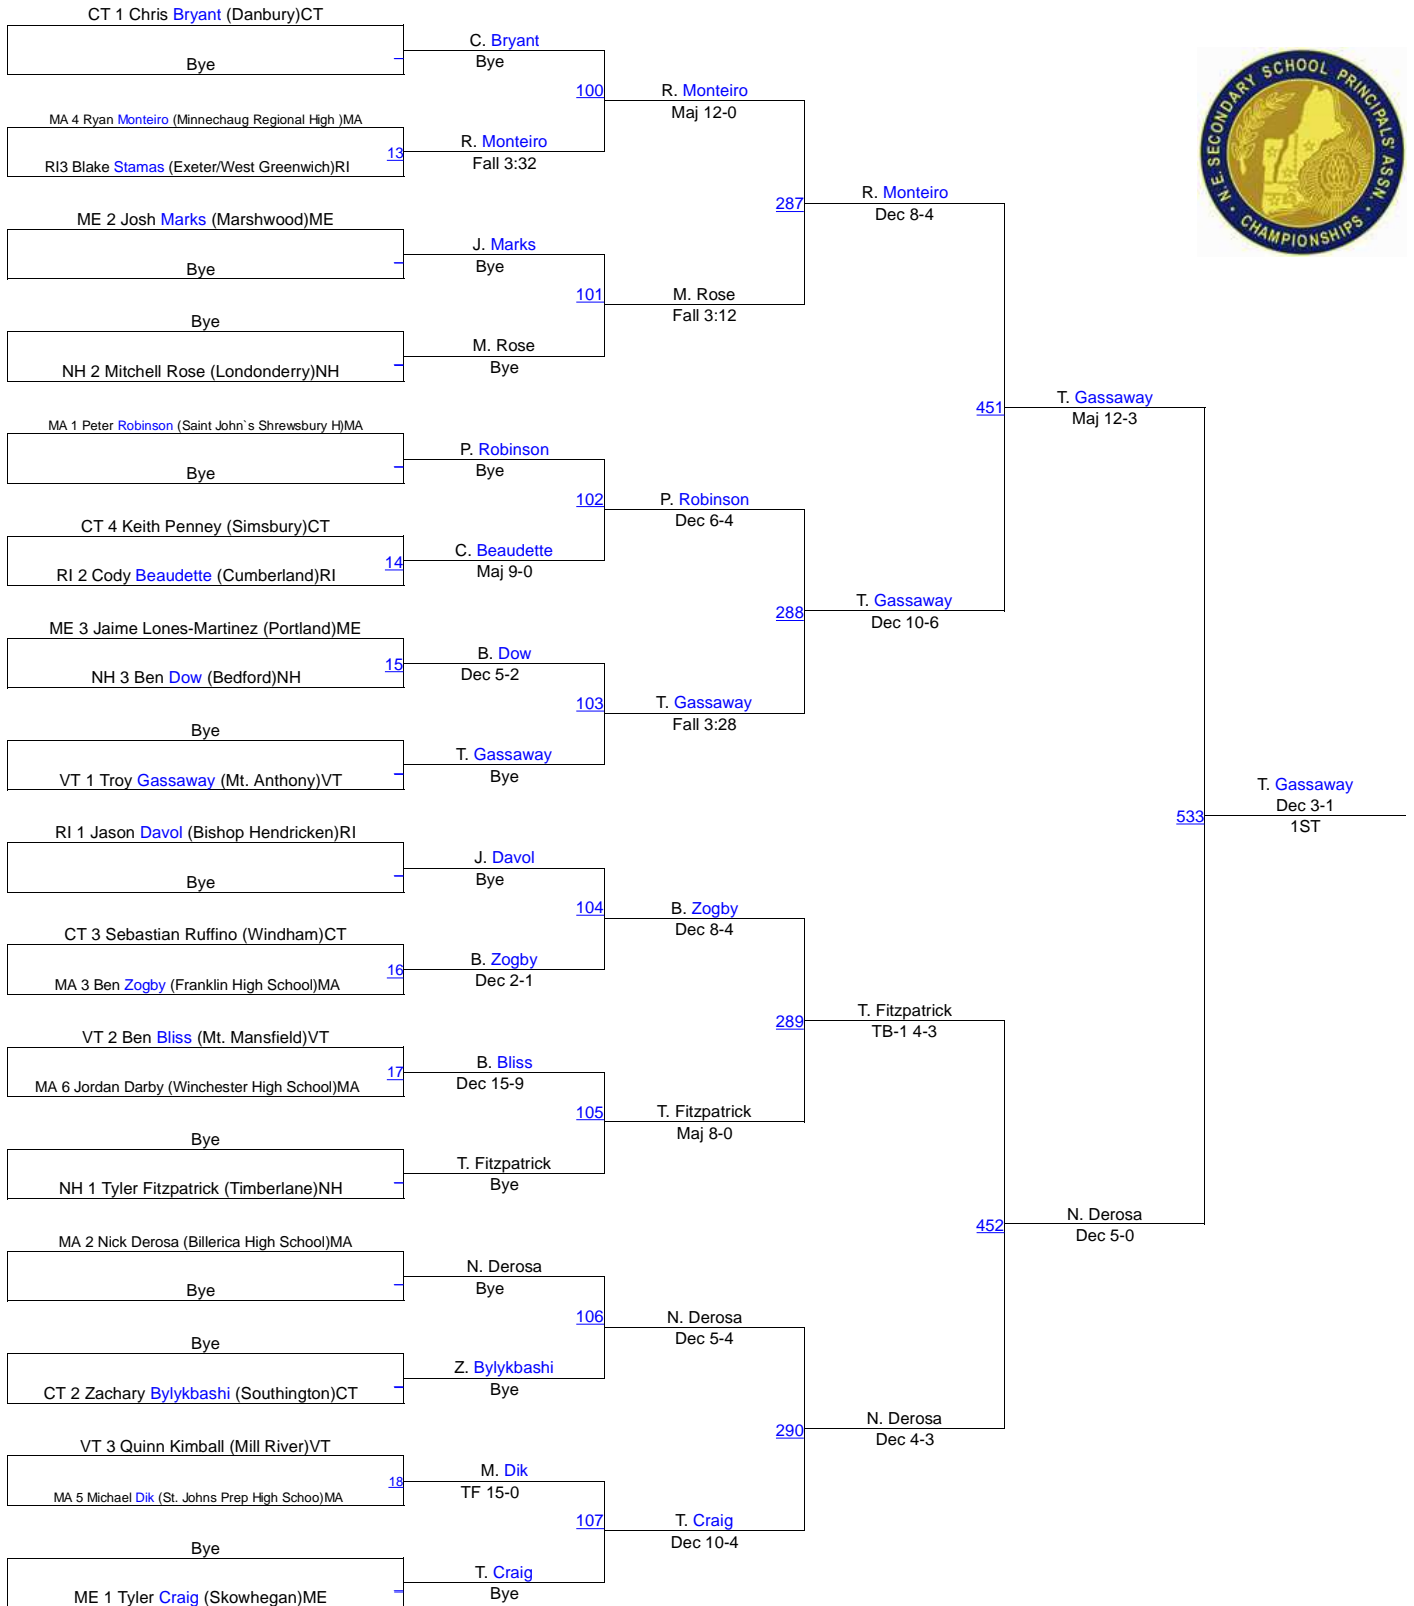 CT 1 Chris Bryant (Danbury)CT
Bye
C. Bryant
Bye
100
MA 4 Ryan Monteiro (Minnechaug Regional High )MA
RI3 Blake Stamas (Exeter/West Greenwich)RI
13
R. Monteiro
Fall 3:32
R. Monteiro
Maj 12-0
ME 2 Josh Marks (Marshwood)ME
Bye
J. Marks
Bye
101
Bye
NH 2 Mitchell Rose (Londonderry)NH
M. Rose
Bye
M. Rose
Fall 3:12
287
R. Monteiro
Dec 8-4
MA 1 Peter Robinson (Saint John`s Shrewsbury H)MA
Bye
P. Robinson
Bye
102
CT 4 Keith Penney (Simsbury)CT
RI 2 Cody Beaudette (Cumberland)RI
14
C. Beaudette
Maj 9-0
P. Robinson
Dec 6-4
ME 3 Jaime Lones-Martinez (Portland)ME
NH 3 Ben Dow (Bedford)NH
15
B. Dow
Dec 5-2
103
Bye
VT 1 Troy Gassaway (Mt. Anthony)VT
T. Gassaway
Bye
T. Gassaway
Fall 3:28
288
T. Gassaway
Dec 10-6
451
T. Gassaway
Maj 12-3
RI 1 Jason Davol (Bishop Hendricken)RI
Bye
J. Davol
Bye
104
CT 3 Sebastian Ruffino (Windham)CT
MA 3 Ben Zogby (Franklin High School)MA
16
B. Zogby
Dec 2-1
B. Zogby
Dec 8-4
VT 2 Ben Bliss (Mt. Mansfield)VT
MA 6 Jordan Darby (Winchester High School)MA
17
B. Bliss
Dec 15-9
105
Bye
NH 1 Tyler Fitzpatrick (Timberlane)NH
T. Fitzpatrick
Bye
T. Fitzpatrick
Maj 8-0
289
T. Fitzpatrick
TB-1 4-3
MA 2 Nick Derosa (Billerica High School)MA
Bye
N. Derosa
Bye
106
Bye
CT 2 Zachary Bylykbashi (Southington)CT
Z. Bylykbashi
Bye
N. Derosa
Dec 5-4
VT 3 Quinn Kimball (Mill River)VT
MA 5 Michael Dik (St. Johns Prep High Schoo)MA
18
M. Dik
TF 15-0
107
Bye
ME 1 Tyler Craig (Skowhegan)ME
T. Craig
Bye
T. Craig
Dec 10-4
290
N. Derosa
Dec 4-3
452
N. Derosa
Dec 5-0
533
T. Gassaway
Dec 3-1
1ST
N.E. SECONDARY SCHOOL PRINCIPALS' ASSN.
CHAMPIONSHIPS